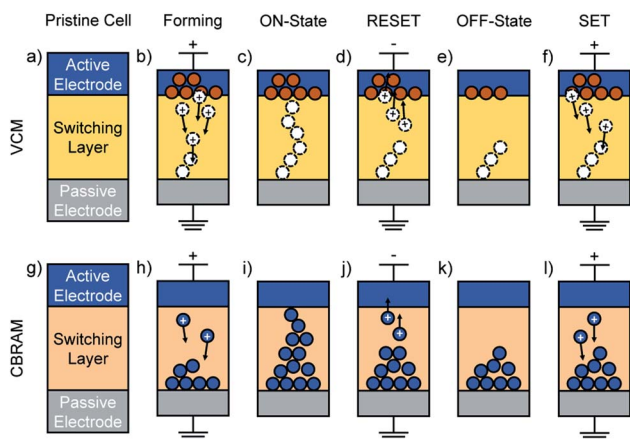 Pristine Cell Forming ON-State RESET OFF-State SET
+ - +
a) b) c) d) e) f)
Active
Electrode
Switching
Layer
Passive
Electrode
VCM
+ + + +
+ + +
+ + +
+ - +
g) h) i) j) k) l)
Active
Electrode
Switching
Layer
Passive
Electrode
CBRAM
+ + +
+ + +